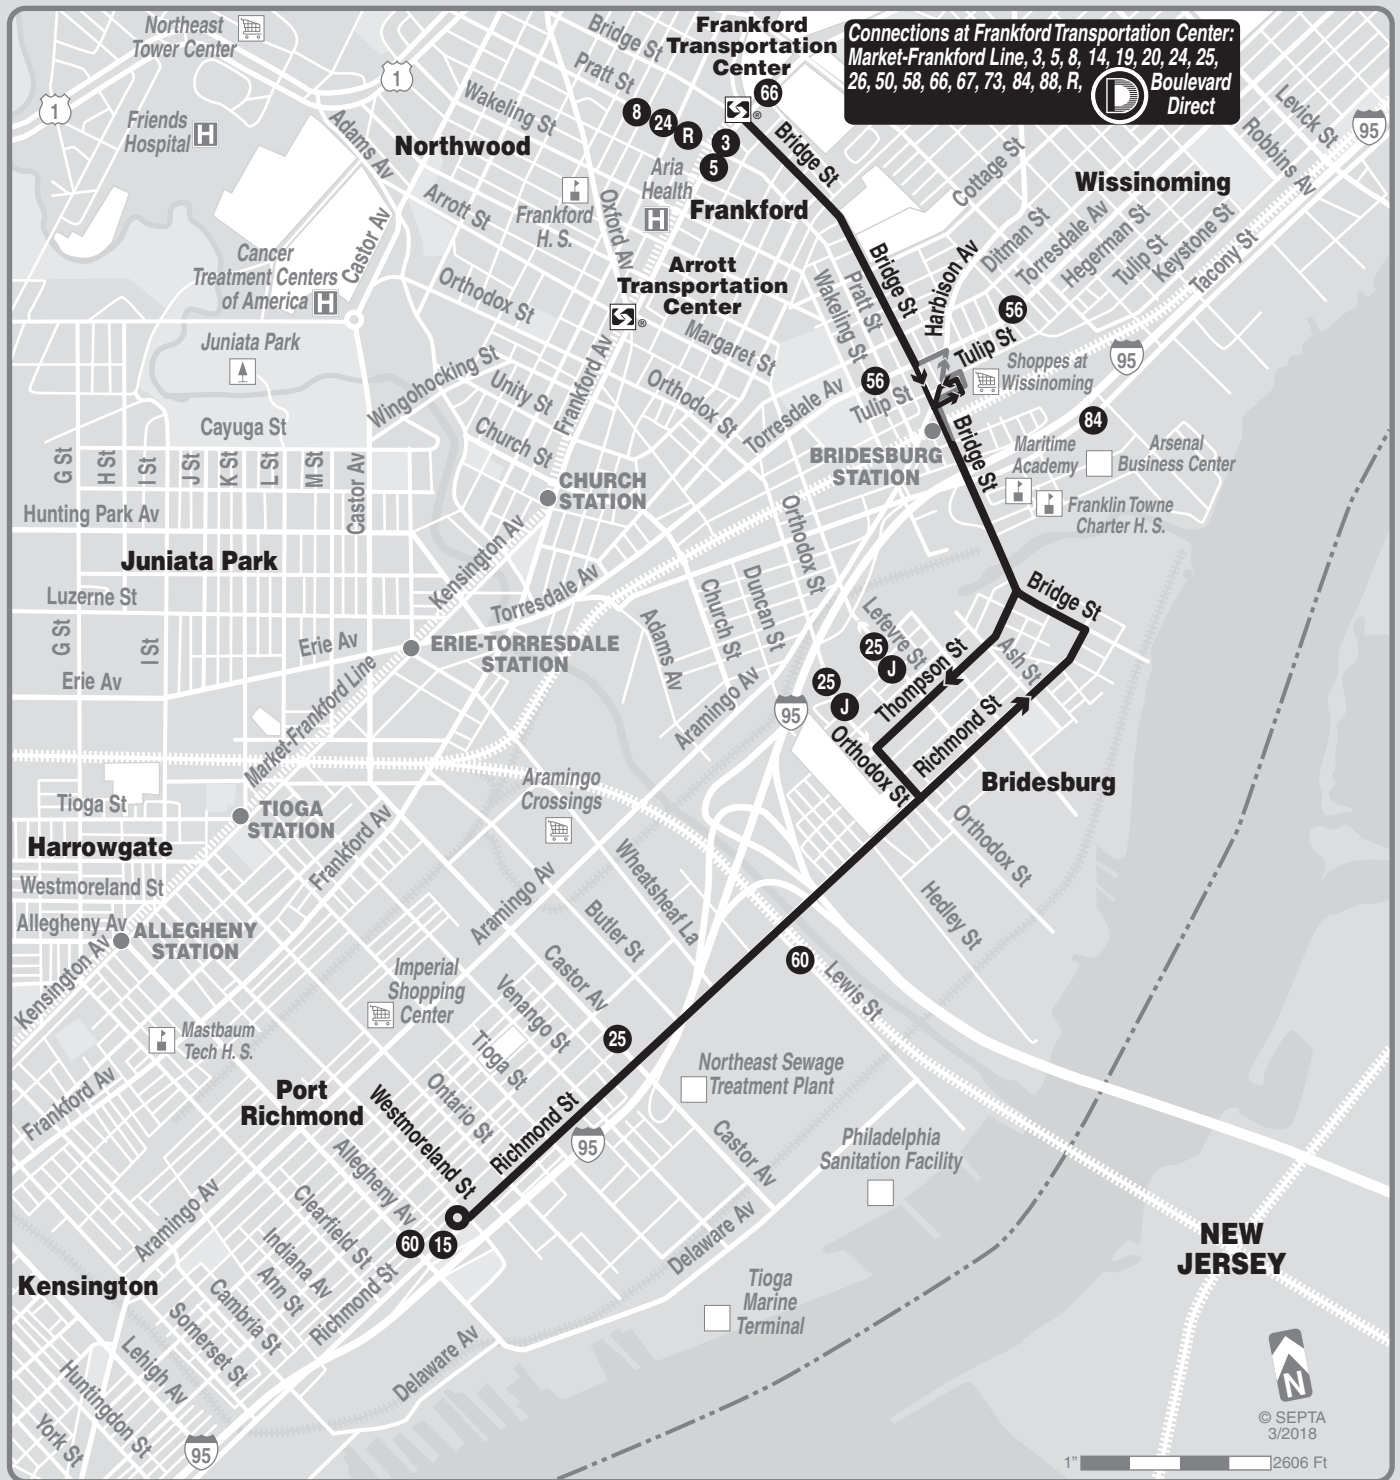 Northeast
Tower Center
1
1
Friends
Hospital
H
Adams Av
Northwood
Wakeling St
Pratt St
Bridge St
Frankford
Transportation
Center
66
8
24
R
3
5
Connections at Frankford Transportation Center:
Market-Frankford Line, 3, 5, 8, 14, 19, 20, 24, 25,
26, 50, 58, 66, 67, 73, 84, 88, R,
D
Boulevard
Direct
Levick St
Robbins Av
95
Bridge St
Cottage St
Wissinoming
Aria
Health
H
Frankford
Frankford
H. S.
Oxford Av
Arrott St
Castor Av
Cancer
Treatment Centers
of America
H
Orthodox St
Arrott
Transportation
Center
Bridge St
Harbison Av
Ditman St
Torresdale Av
Hegerman St
Tulip St
Keystone St
Tacony St
Pratt St
Wakeling St
56
Tulip St
Shoppes at
Wissinoming
95
Juniata Park
Margaret St
Wingohocking St
Unity St
Frankford Av
Orthodox St
Torresdale Av
56
Tulip St
Cayuga St
Church St
84
Bridge St
BRIDESBURG
STATION
Maritime
Academy
Arsenal
Business Center
G St
H St
I St
J St
K St
L St
M St
Castor Av
CHURCH
STATION
Franklin Towne
Charter H. S.
Hunting Park Av
Orthodox St
Juniata Park
Kensington Av
Torresdale Av
Luzerne St
Church St
Duncan St
Bridge St
G St
I St
Erie Av
ERIE-TORRESDALE
STATION
Adams Av
Lefevre St
25
J
Thompson St
Ash St
Erie Av
Market-Frankford Line
Aramingo Av
25
J
95
Richmond St
Orthodox St
Bridesburg
Aramingo
Crossings
Tioga St
TIOGA
STATION
Orthodox St
Harrowgate
Frankford Av
Wheatsheaf La
Westmoreland St
Aramingo Av
Hedley St
Allegheny Av
ALLEGHENY
STATION
Butler St
Kensington Av
Castor Av
60
Lewis St
Imperial
Shopping
Center
Venango St
Mastbaum
Tech H. S.
25
Tioga St
Northeast Sewage
Treatment Plant
Frankford Av
Port
Richmond
Westmoreland St
Ontario St
Richmond St
95
Castor Av
Philadelphia
Sanitation Facility
Allegheny Av
Aramingo Av
Clearfield St
60
15
Delaware Av
NEW
JERSEY
Kensington
Indiana Av
Ann St
Richmond St
Tioga
Marine
Terminal
Cambria St
Somerset St
Lehigh Av
Delaware Av
Huntingdon St
York St
95
N
© SEPTA
3/2018
1" 2606 Ft